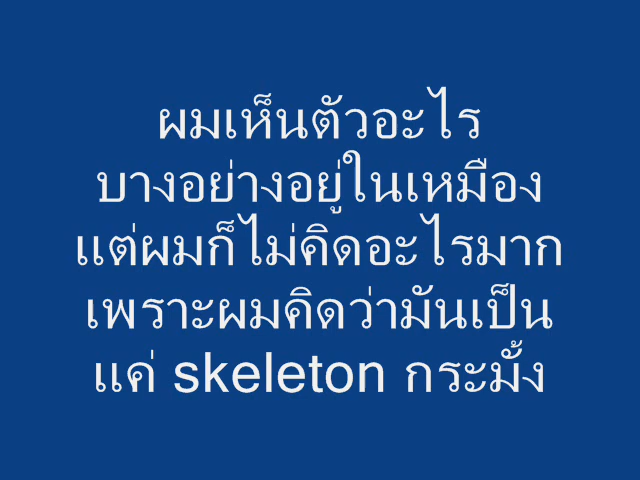 ผมเห็นตัวอะไร
บางอย่างอยู่ในเหมือง
แต่ผมก็ไม่คิดอะไรมาก
เพราะผมคิดว่ามันเป็น
แค่ skeleton กระมั้ง